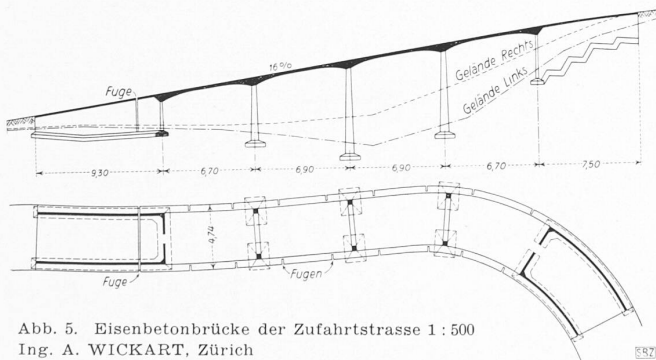 16%
Gelände Rechts
Gelände Links
Fuge
9,30 6,70 6,90 6,90 6,70 7,50
4,74
Fuge
Fugen
Abb. 5. Eisenbetonbrücke der Zufahrtstrasse 1 : 500
Ing. A. WICKART, Zürich
SBZ